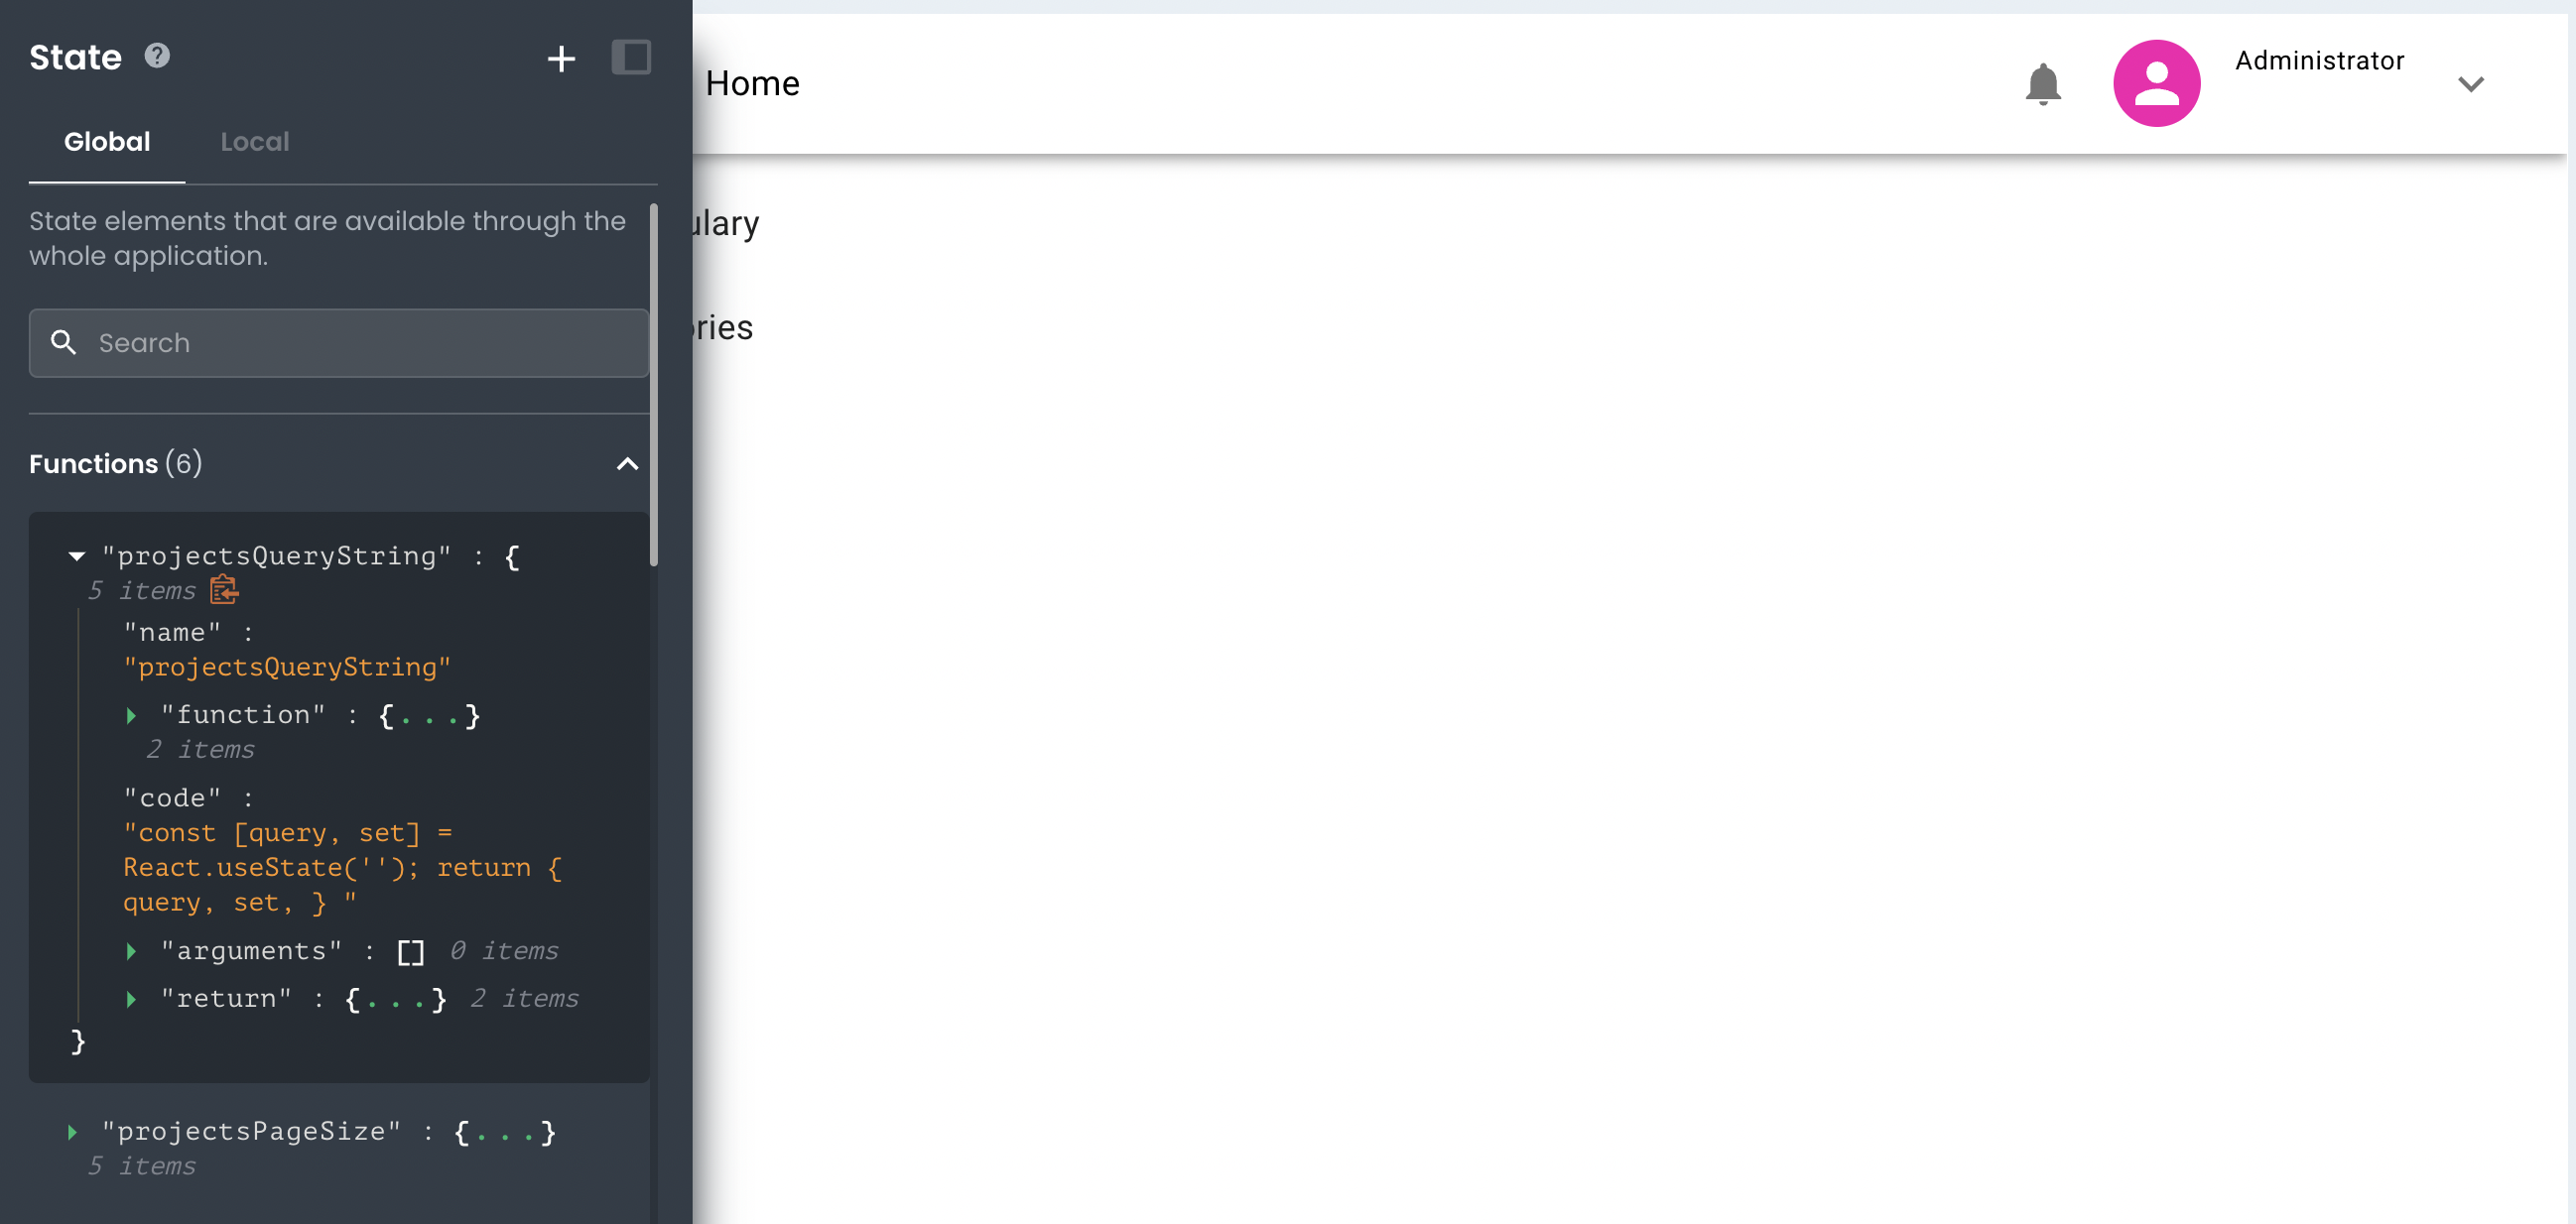 State
Global Local
State elements that are available through the
whole application.
Search
Functions (6)
"projectsQueryString" : {
5 items
"name" :
"projectsQueryString"
"function" : {...}
2 items
"code" :
"const [query, set] =
React.useState(''); return {
query, set, } "
"arguments" : [] 0 items
"return" : {...} 2 items
}
"projectsPageSize" : {...}
5 items
Home
Administrator